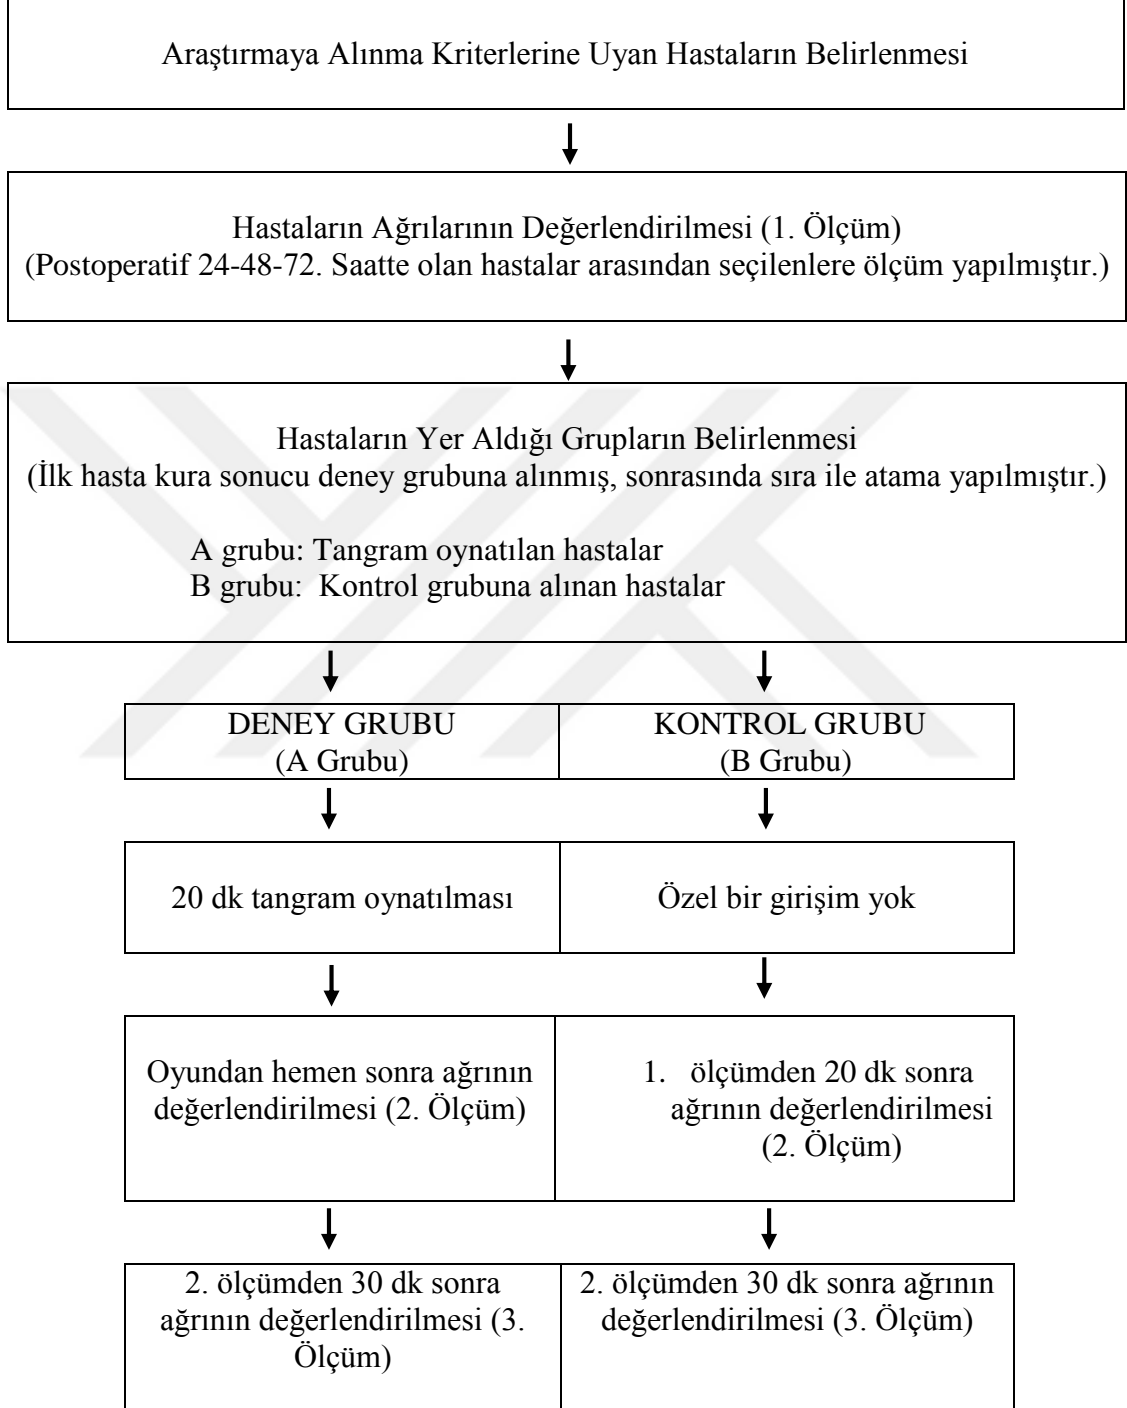 Araştırmaya Alınma Kriterlerine Uyan Hastaların Belirlenmesi
Hastaların Ağrılarının Değerlendirilmesi (1. Ölçüm)
(Postoperatif 24-48-72. Saatte olan hastalar arasından seçilenlere ölçüm yapılmıştır.)
Hastaların Yer Aldığı Grupların Belirlenmesi
(İlk hasta kura sonucu deney grubuna alınmış, sonrasında sıra ile atama yapılmıştır.)
A grubu: Tangram oynatılan hastalar
B grubu: Kontrol grubuna alınan hastalar
DENEY GRUBU
(A Grubu)
KONTROL GRUBU
(B Grubu)
20 dk tangram oynatılması
Özel bir girişim yok
Oyundan hemen sonra ağrının
değerlendirilmesi (2. Ölçüm)
1. ölçümden 20 dk sonra
ağrının değerlendirilmesi
(2. Ölçüm)
2. ölçümden 30 dk sonra
ağrının değerlendirilmesi (3.
Ölçüm)
2. ölçümden 30 dk sonra ağrının
değerlendirilmesi (3. Ölçüm)